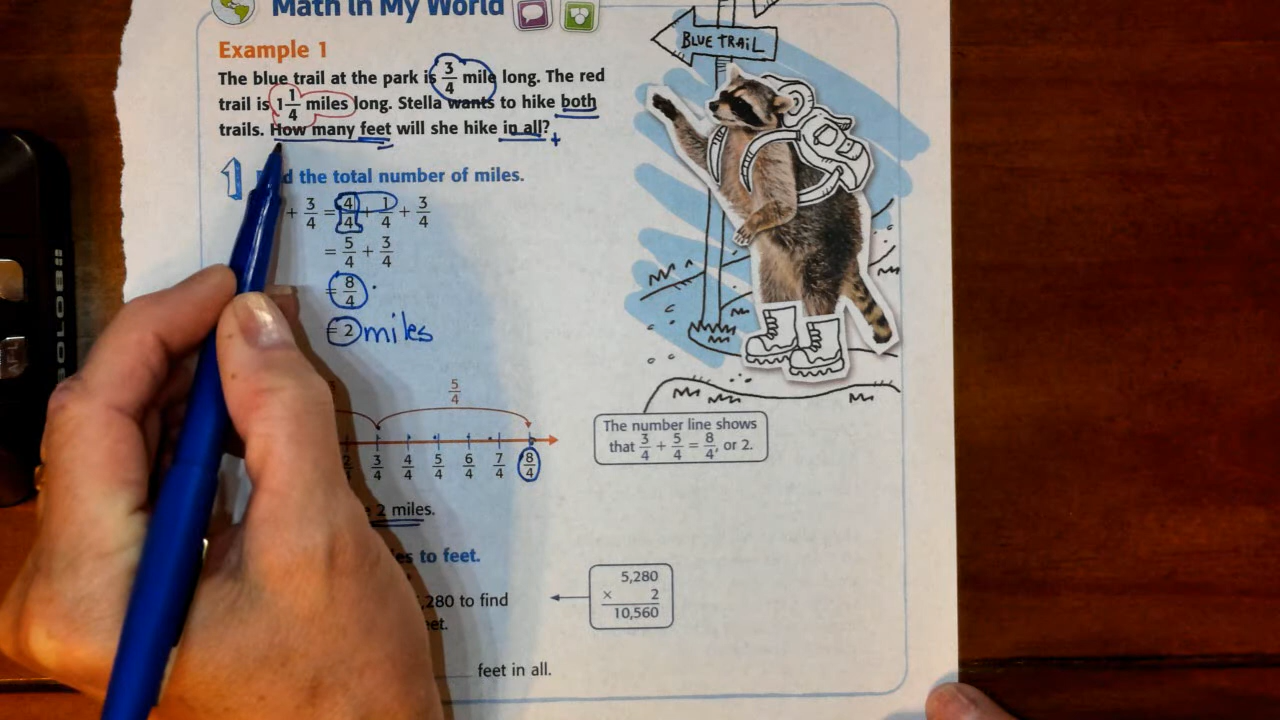 Math in My World
Example 1
The blue trail at the park is 3/4 mile long. The red
trail is 1 1/4 miles long. Stella wants to hike both
trails. How many feet will she hike in all?
+
1
the total number of miles.
+ 3/4 = 4/4 + 1/4 + 3/4
= 5/4 + 3/4
= 8/4
= 2 miles
5/4
3/4 4/4 5/4 6/4 7/4 8/4
2 miles.
to feet.
,280 to find
feet in all.
BLUE TRAIL
The number line shows
that 3/4 + 5/4 = 8/4, or 2.
5,280
× 2
10,560
SOLO8!!